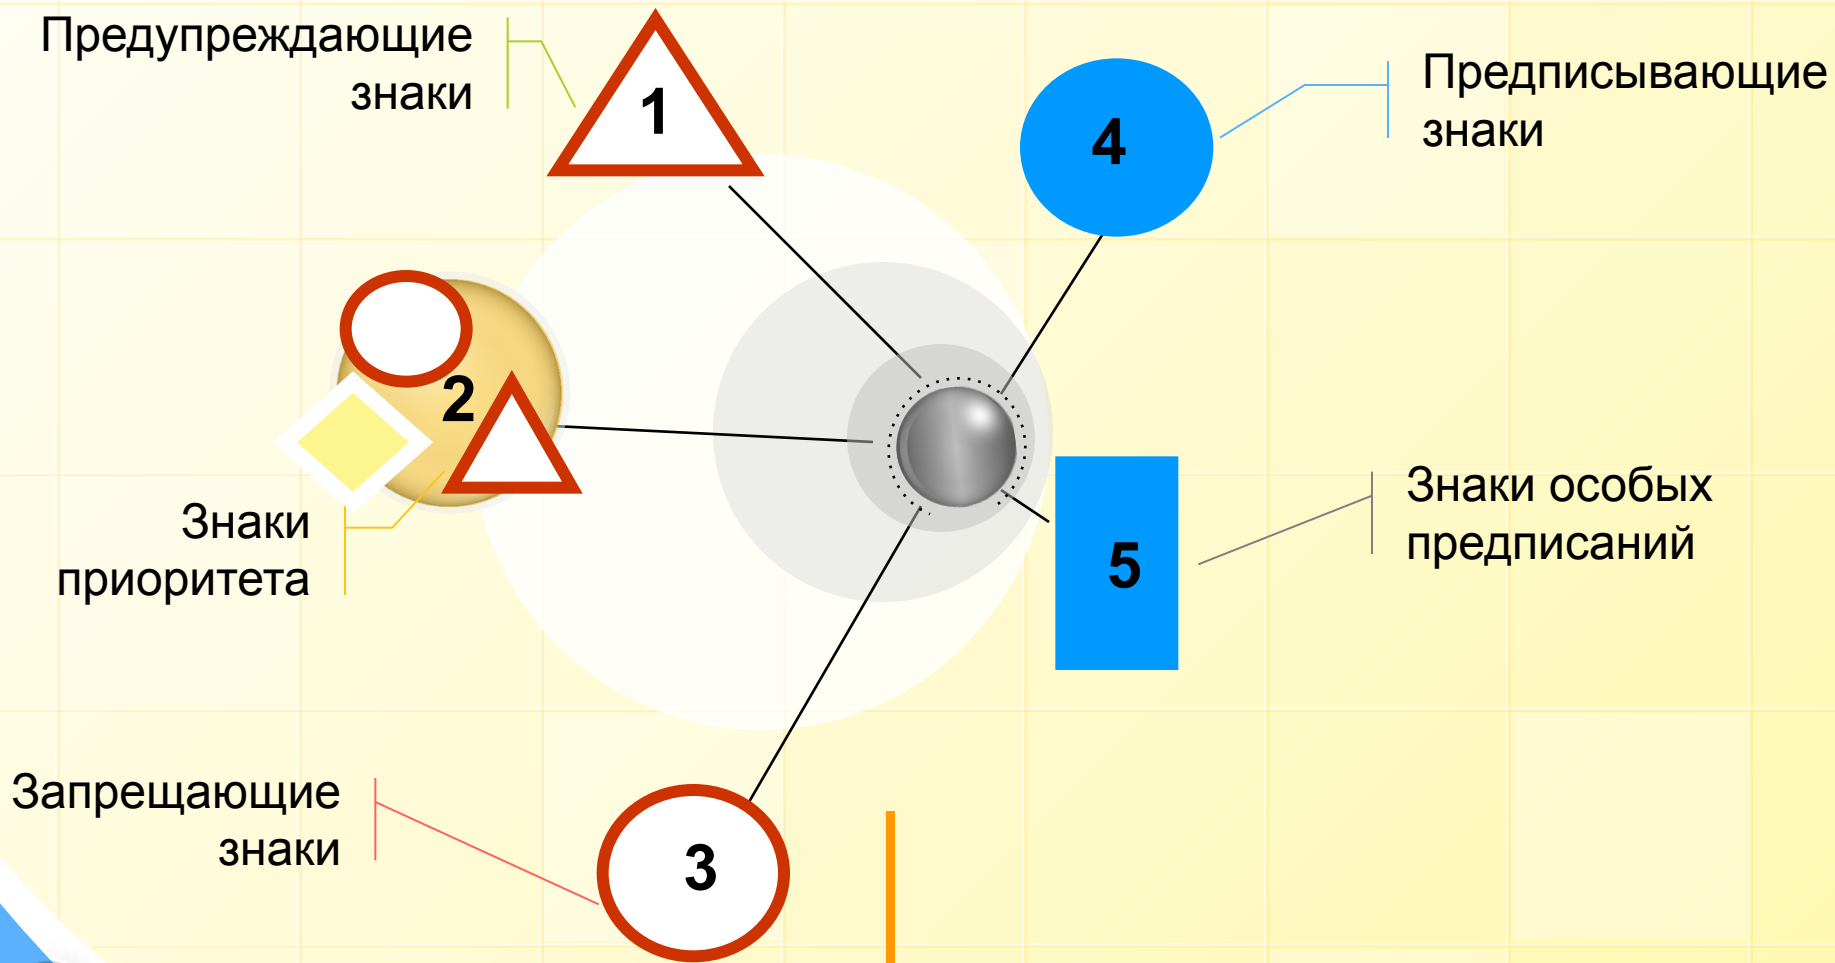 Предупреждающие
знаки
1
4
Предписывающие
знаки
2
Знаки
приоритета
Знаки особых
предписаний
5
Запрещающие
знаки
3